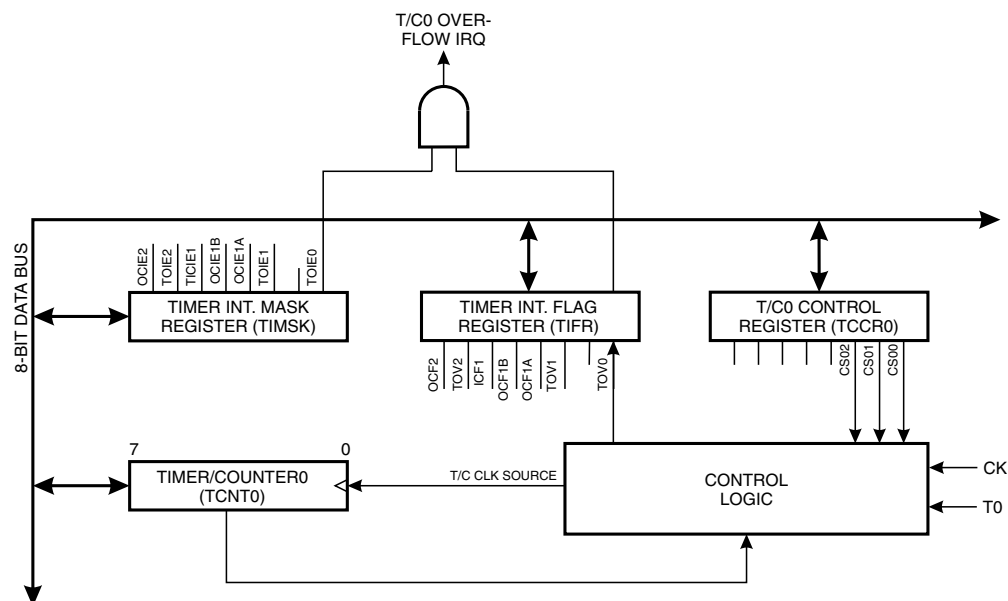 T/C0 OVER-
FLOW IRQ
8-BIT DATA BUS
OCIE2
TOIE2
TICIE1
OCIE1B
OCIE1A
TOIE1
TOIE0
TIMER INT. MASK
REGISTER (TIMSK)
TIMER INT. FLAG
REGISTER (TIFR)
T/C0 CONTROL
REGISTER (TCCR0)
OCF2
TOV2
ICF1
OCF1B
OCF1A
TOV1
TOV0
CS02
CS01
CS00
7
0
TIMER/COUNTER0
(TCNT0)
T/C CLK SOURCE
CONTROL
LOGIC
CK
T0